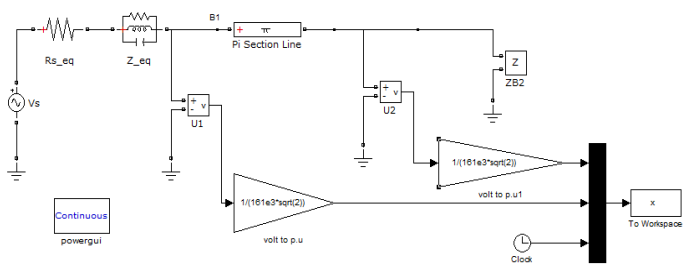 B1
Rs_eq
Z_eq
Pi Section Line
Z
ZB2
Vs
v
U1
v
U2
1/(161e3*sqrt(2))
volt to p.u1
1/(161e3*sqrt(2))
volt to p.u
Continuous
powergui
x
To Workspace
Clock